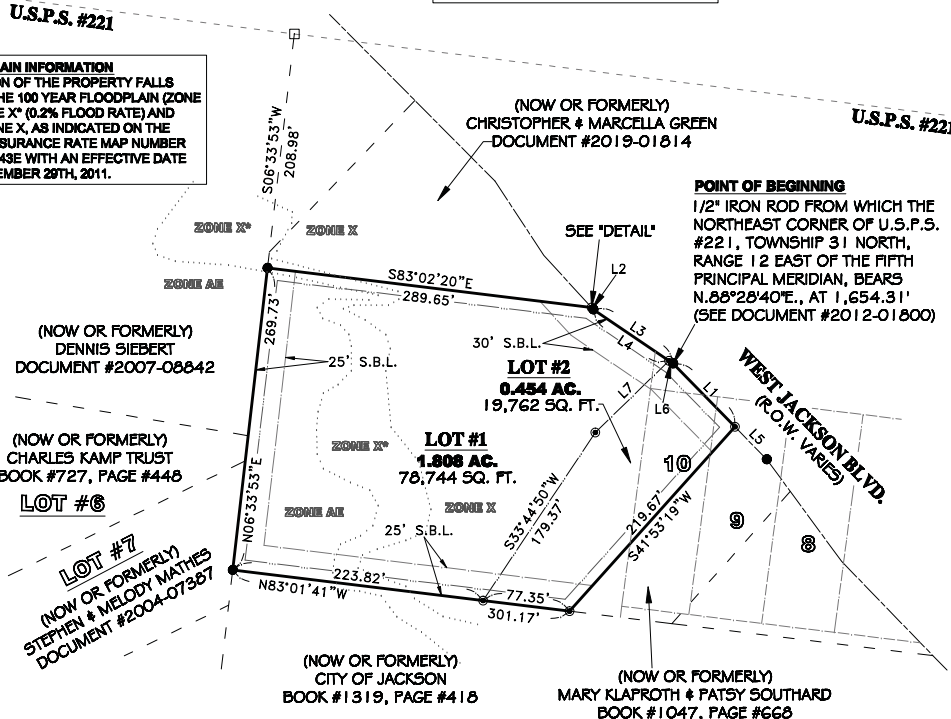 U.S.P.S. #221
AIN INFORMATION
ON OF THE PROPERTY FALLS
HE 100 YEAR FLOODPLAIN (ZONE
E X* (0.2% FLOOD RATE) AND
NE X, AS INDICATED ON THE
SURANCE RATE MAP NUMBER
43E WITH AN EFFECTIVE DATE
EMBER 29TH, 2011.
S06°33'53"W
208.98'
(NOW OR FORMERLY)
CHRISTOPHER & MARCELLA GREEN
DOCUMENT #2019-01814
U.S.P.S. #221
POINT OF BEGINNING
1/2" IRON ROD FROM WHICH THE
NORTHEAST CORNER OF U.S.P.S.
#221, TOWNSHIP 31 NORTH,
RANGE 12 EAST OF THE FIFTH
PRINCIPAL MERIDIAN, BEARS
N.88°28'40"E., AT 1,654.31'
(SEE DOCUMENT #2012-01800)
ZONE X*
ZONE X
SEE "DETAIL"
ZONE AE
L2
S83°02'20"E
289.65'
269.73'
N06°33'53"E
(NOW OR FORMERLY)
DENNIS SIEBERT
DOCUMENT #2007-08842
25' S.B.L.
30' S.B.L.
L3
L4
LOT #2
0.454 AC.
19,762 SQ. FT.
L7
L6
L1
L5
WEST JACKSON BLVD.
(R.O.W. VARIES)
(NOW OR FORMERLY)
CHARLES KAMP TRUST
BOOK #727, PAGE #448
LOT #6
ZONE X*
LOT #1
1.808 AC.
78,744 SQ. FT.
ZONE AE
ZONE X
25' S.B.L.
10
9
8
S33°44'50"W
179.37'
219.67'
S41°53'19"W
LOT #7
(NOW OR FORMERLY)
STEPHEN & MELODY MATHES
DOCUMENT #2004-07387
223.82'
N83°01'41"W
77.35'
301.17'
(NOW OR FORMERLY)
CITY OF JACKSON
BOOK #1319, PAGE #418
(NOW OR FORMERLY)
MARY KLAPROTH & PATSY SOUTHARD
BOOK #1047, PAGE #668